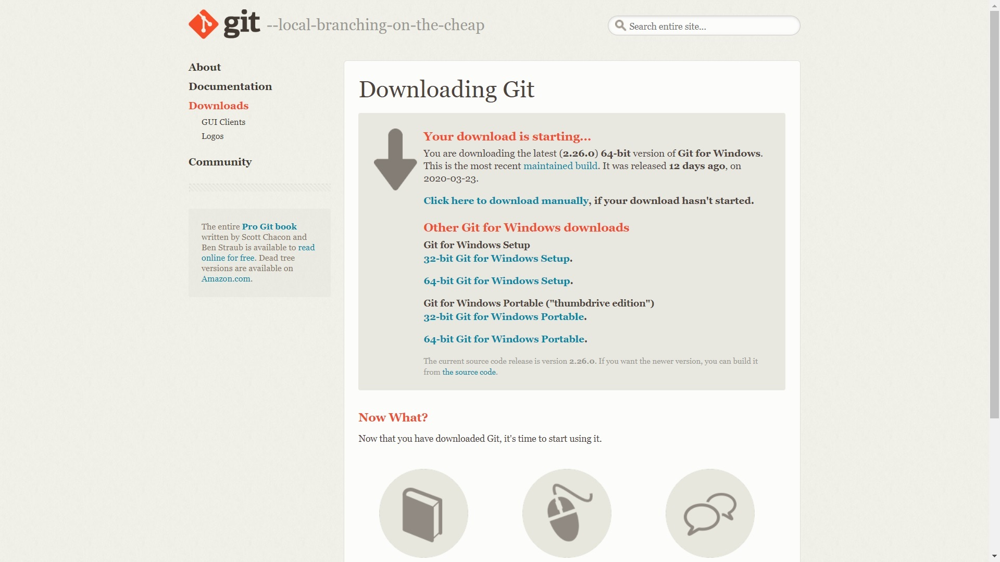 git --local-branching-on-the-cheap
Search entire site...
About
Documentation
Downloads
GUI Clients
Logos
Community
The entire Pro Git book
written by Scott Chacon and
Ben Straub is available to read
online for free. Dead tree
versions are available on
Amazon.com.
Downloading Git
Your download is starting...
You are downloading the latest (2.26.0) 64-bit version of Git for Windows.
This is the most recent maintained build. It was released 12 days ago, on
2020-03-23.
Click here to download manually, if your download hasn't started.
Other Git for Windows downloads
Git for Windows Setup
32-bit Git for Windows Setup.
64-bit Git for Windows Setup.
Git for Windows Portable ("thumbdrive edition")
32-bit Git for Windows Portable.
64-bit Git for Windows Portable.
The current source code release is version 2.26.0. If you want the newer version, you can build it
from the source code.
Now What?
Now that you have downloaded Git, it's time to start using it.